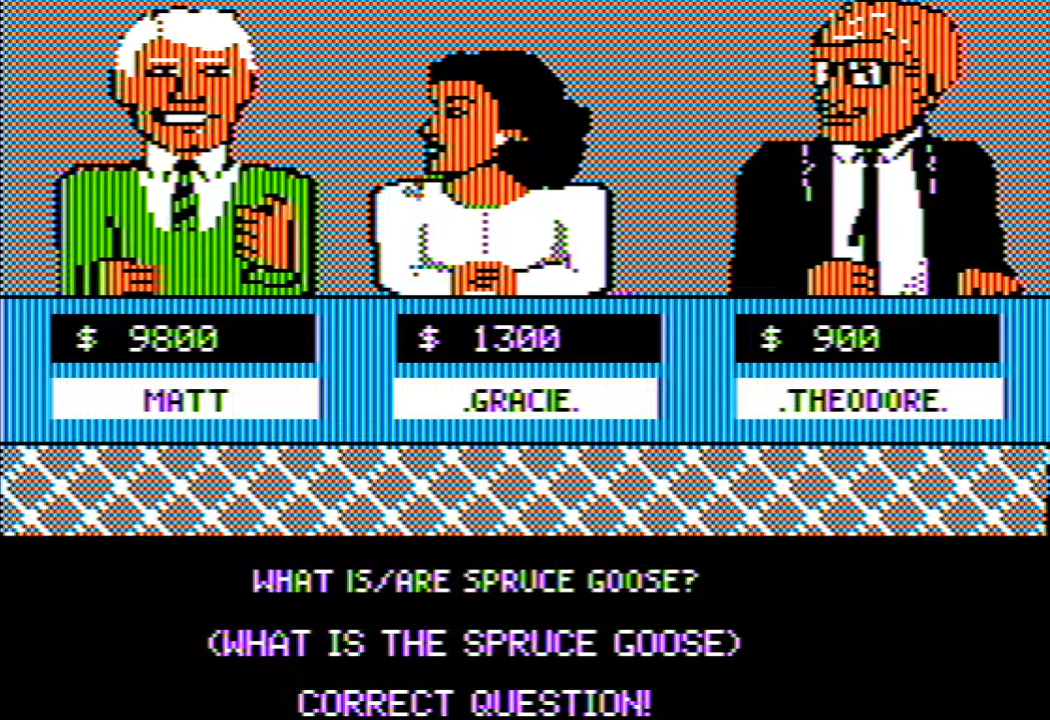 $ 9800 $ 1300 $ 900
MATT .GRACIE. .THEODORE.
WHAT IS/ARE SPRUCE GOOSE?
(WHAT IS THE SPRUCE GOOSE)
CORRECT QUESTION!